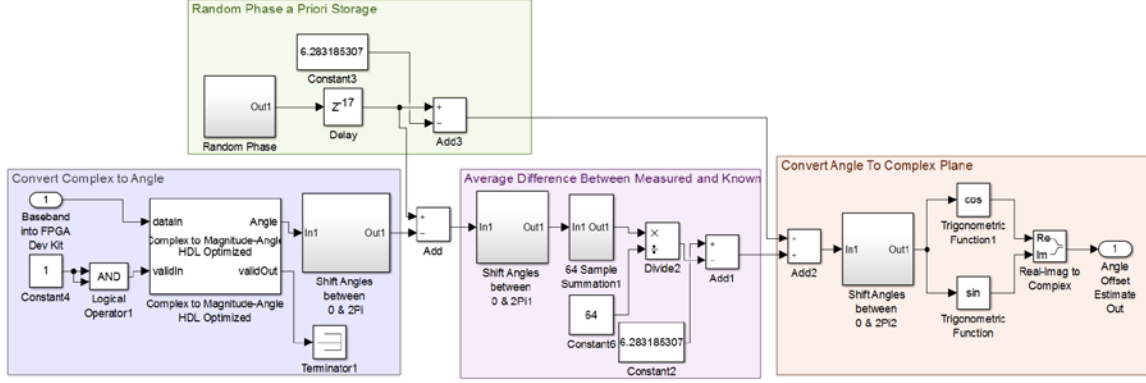 Random Phase a Priori Storage
6.283185307
Constant3
Out1
Random Phase
Z-17
Delay
+
−
Add3
Convert Complex to Angle
1
Baseband
into FPGA
Dev Kit
1
Constant4
AND
Logical
Operator1
dataIn
validIn
Angle
Complex to Magnitude-Angle
HDL Optimized
validOut
Complex to Magnitude-Angle
HDL Optimized
Terminator1
In1
Out1
Shift Angles
between
0 & 2Pi
+
−
Add
Average Difference Between Measured and Known
In1
Out1
Shift Angles
between
0 & 2Pi1
In1 Out1
64 Sample
Summation1
64
Constant6
×
÷
Divide2
6.283185307
Constant2
+
−
Add1
Convert Angle To Complex Plane
+
+
Add2
In1
Out1
Shift Angles
between
0 & 2Pi2
cos
Trigonometric
Function1
sin
Trigonometric
Function
Re
Im
Real-Imag to
Complex
1
Angle
Offset
Estimate
Out